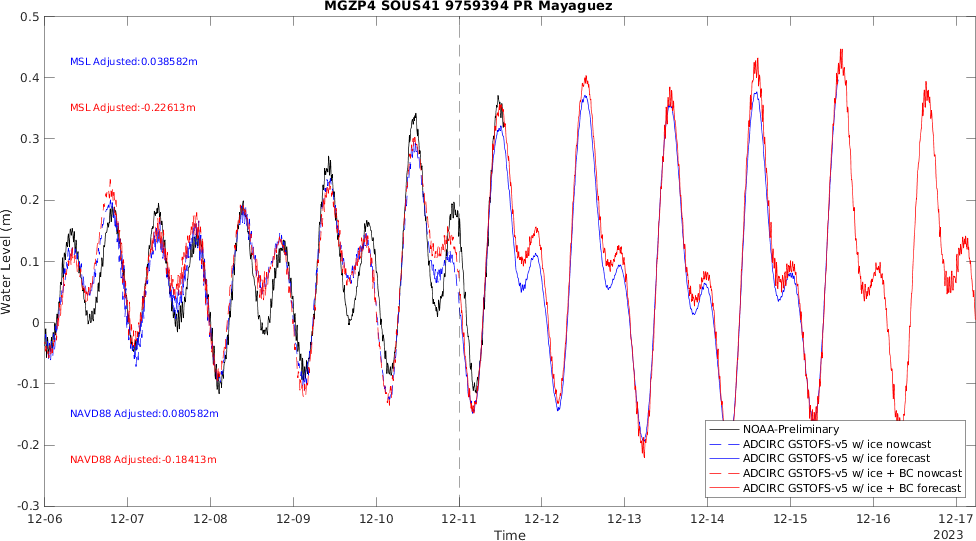 MGZP4 SOUS41 9759394 PR Mayaguez
0.5
0.4
0.3
0.2
0.1
0
-0.1
-0.2
-0.3
Water Level (m)
MSL Adjusted:0.038582m
MSL Adjusted:-0.22613m
NAVD88 Adjusted:0.080582m
NAVD88 Adjusted:-0.18413m
NOAA-Preliminary
ADCIRC GSTOFS-v5 w/ ice nowcast
ADCIRC GSTOFS-v5 w/ ice forecast
ADCIRC GSTOFS-v5 w/ ice + BC nowcast
ADCIRC GSTOFS-v5 w/ ice + BC forecast
12-06 12-07 12-08 12-09 12-10 12-11 12-12 12-13 12-14 12-15 12-16 12-17
Time
2023